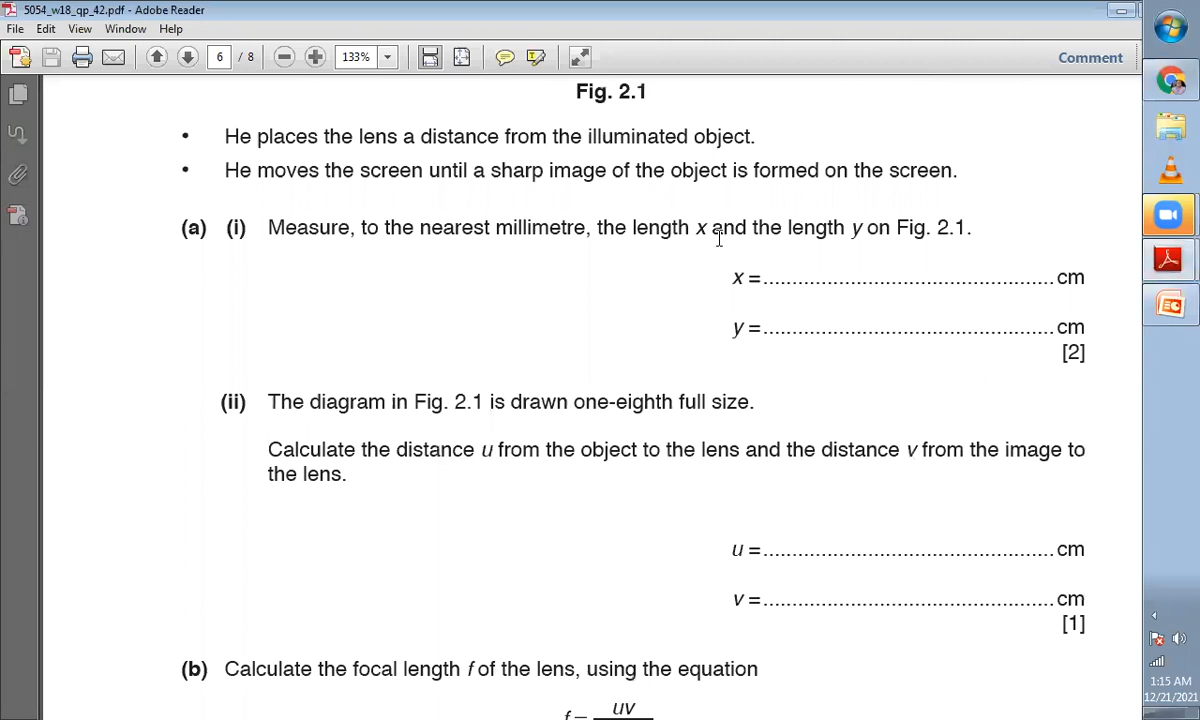 5054_w18_qp_42.pdf - Adobe Reader
File Edit View Window Help
6 / 8 133% Comment
Fig. 2.1
• He places the lens a distance from the illuminated object.
• He moves the screen until a sharp image of the object is formed on the screen.
(a) (i) Measure, to the nearest millimetre, the length x and the length y on Fig. 2.1.
x = .................................................. cm
y = .................................................. cm
[2]
(ii) The diagram in Fig. 2.1 is drawn one-eighth full size.
Calculate the distance u from the object to the lens and the distance v from the image to
the lens.
u = .................................................. cm
v = .................................................. cm
[1]
(b) Calculate the focal length f of the lens, using the equation
f = uv
1:15 AM
12/21/2021